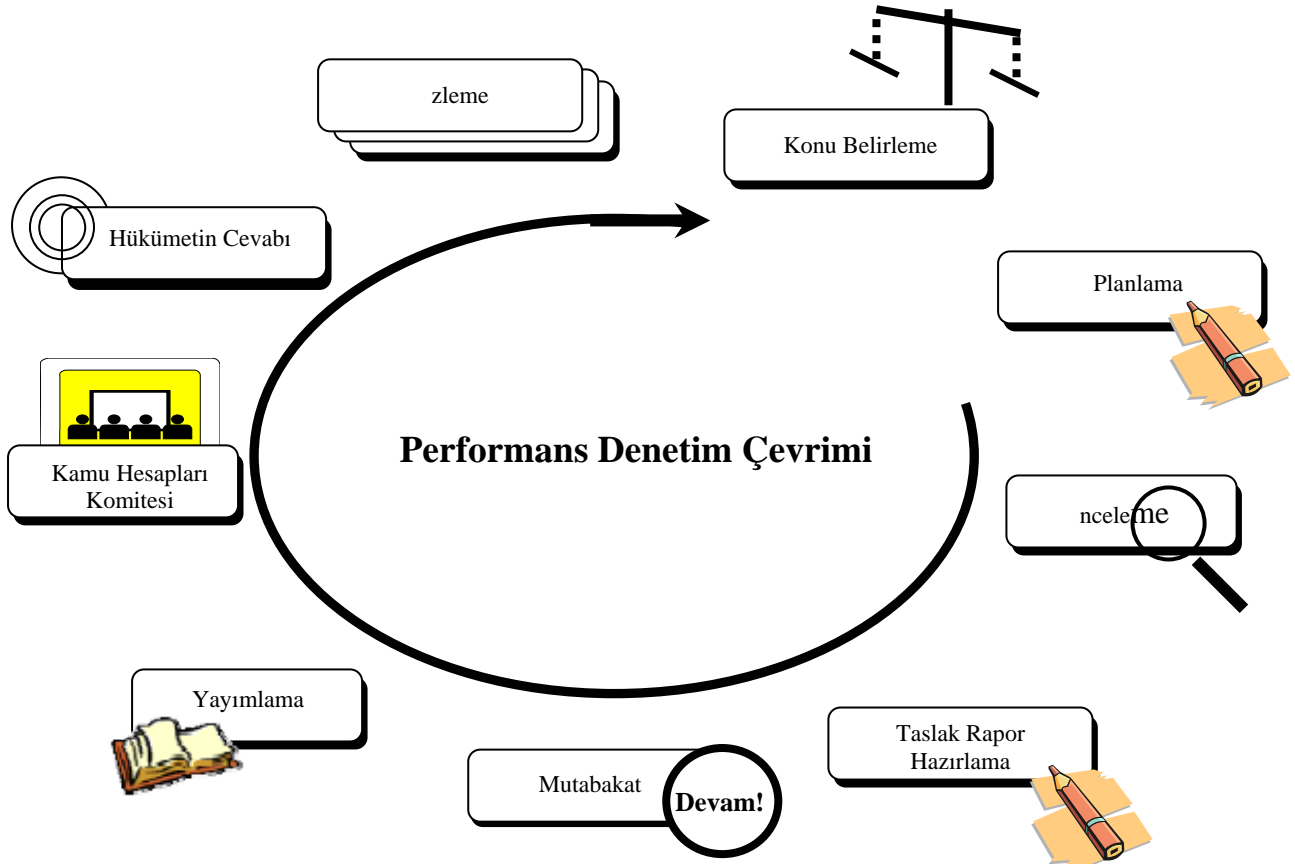 zleme
Konu Belirleme
Hükümetin Cevabı
Planlama
Kamu Hesapları
Komitesi
Performans Denetim Çevrimi
nceleme
Yayımlama
Taslak Rapor
Hazırlama
Mutabakat
Devam!